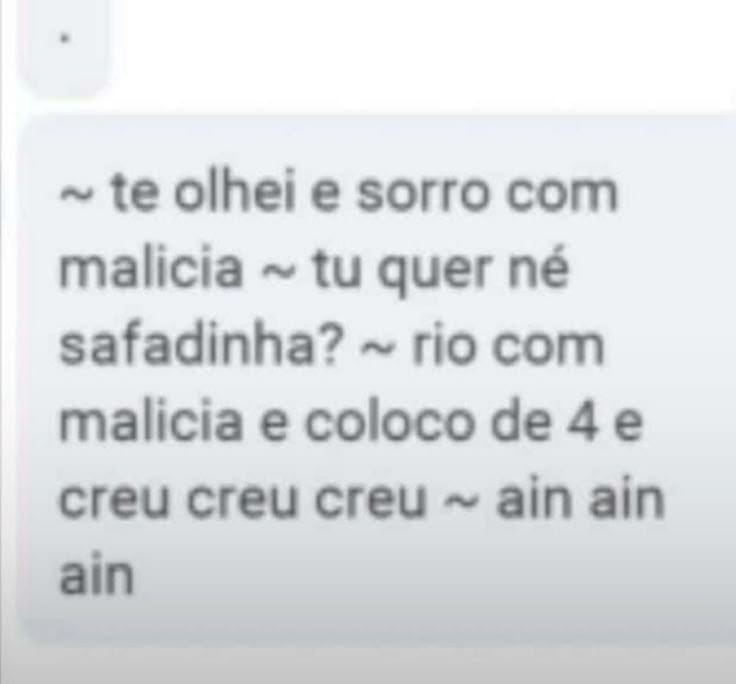 .
~ te olhei e sorro com
malicia ~ tu quer né
safadinha? ~ rio com
malicia e coloco de 4 e
creu creu creu ~ ain ain
ain